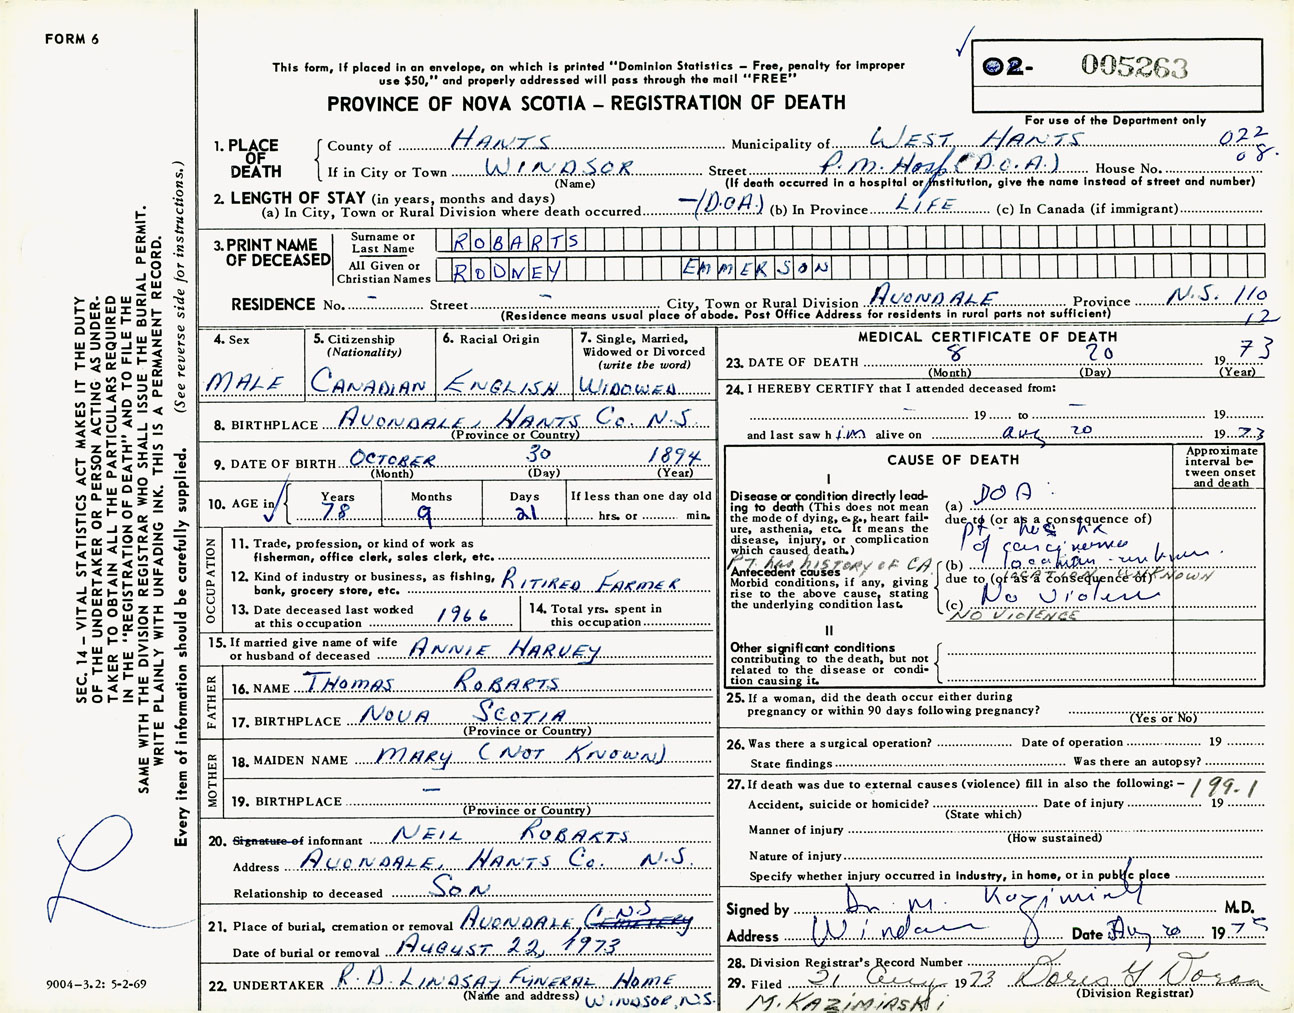 FORM 6
02- 005263
This form, if placed in an envelope, on which is printed "Dominion Statistics – Free, penalty for improper
use $50," and properly addressed will pass through the mail "FREE"
PROVINCE OF NOVA SCOTIA – REGISTRATION OF DEATH
For use of the Department only
1. PLACE OF DEATH
County of HANTS Municipality of WEST HANTS 022
08.
If in City or Town WINDSOR Street P.M. Hosp (D.O.A.) House No.
(Name) (If death occurred in a hospital or institution, give the name instead of street and number)
2. LENGTH OF STAY (in years, months and days)
(a) In City, Town or Rural Division where death occurred — (D.O.A.) (b) In Province LIFE (c) In Canada (if immigrant)
3. PRINT NAME OF DECEASED
Surname or Last Name ROBARTS
All Given or Christian Names RODNEY EMMERSON
RESIDENCE No. – Street – City, Town or Rural Division AVONDALE Province N.S. 110
12
(Residence means usual place of abode. Post Office Address for residents in rural parts not sufficient)
4. Sex MALE
5. Citizenship (Nationality) CANADIAN
6. Racial Origin ENGLISH
7. Single, Married, Widowed or Divorced (write the word) WIDOWED
8. BIRTHPLACE AVONDALE, HANTS Co. N.S.
(Province or Country)
9. DATE OF BIRTH OCTOBER 30 1894
(Month) (Day) (Year)
10. AGE in Years 78 Months 9 Days 21 If less than one day old
hrs. or min.
OCCUPATION
11. Trade, profession, or kind of work as
fisherman, office clerk, sales clerk, etc.
12. Kind of industry or business, as fishing,
bank, grocery store, etc. RITIRED FARMER
13. Date deceased last worked
at this occupation 1966
14. Total yrs. spent in
this occupation
15. If married give name of wife
or husband of deceased ANNIE HARVEY
FATHER
16. NAME THOMAS ROBARTS
17. BIRTHPLACE NOVA SCOTIA
(Province or Country)
MOTHER
18. MAIDEN NAME MARY (NOT KNOWN)
19. BIRTHPLACE –
(Province or Country)
20. Signature of informant NEIL ROBARTS
Address AVONDALE, HANTS Co. N.S.
Relationship to deceased SON
21. Place of burial, cremation or removal AVONDALE, CEMETERY N.S
Date of burial or removal AUGUST 22, 1973
22. UNDERTAKER R.D. LINDSAY FUNERAL HOME
(Name and address) WINDSOR, N.S.
MEDICAL CERTIFICATE OF DEATH
23. DATE OF DEATH 8 20 1973
(Month) (Day) (Year)
24. I HEREBY CERTIFY that I attended deceased from:
– 19 to – 19
and last saw him alive on Aug 20 1973
CAUSE OF DEATH
Approximate interval between onset and death
I
Disease or condition directly lead-
ing to death (This does not mean
the mode of dying, e.g., heart fail-
ure, asthenia, etc. It means the
disease, injury, or complication
which caused death.)
(a) DOA
due to (or as a consequence of)
pt - has hx
of carcinoma
PT. HAS HISTORY OF CA
Antecedent causes
Morbid conditions, if any, giving
rise to the above cause, stating
the underlying condition last.
(b) location - unknown.
due to (or as a consequence of)
LOCATION UNKNOWN
(c) No Violence
NO VIOLENCE
II
Other significant conditions
contributing to the death, but not
related to the disease or condi-
tion causing it.
25. If a woman, did the death occur either during
pregnancy or within 90 days following pregnancy?
(Yes or No)
26. Was there a surgical operation? Date of operation 19
State findings Was there an autopsy?
27. If death was due to external causes (violence) fill in also the following: – 199.1
Accident, suicide or homicide? Date of injury 19
(State which)
Manner of injury
(How sustained)
Nature of injury
Specify whether injury occurred in industry, in home, or in public place
Signed by Dr. M. Kazimirski M.D.
Address Windsor Date Aug 20 1973
28. Division Registrar's Record Number
29. Filed 21 Aug 1973 Doris Y
(Division Registrar)
M. KAZIMIRSKI
SEC. 14 – VITAL STATISTICS ACT MAKES IT THE DUTY
OF THE UNDERTAKER OR PERSON ACTING AS UNDER-
TAKER TO OBTAIN ALL THE PARTICULARS REQUIRED
IN THE "REGISTRATION OF DEATH" AND TO FILE THE
SAME WITH THE DIVISION REGISTRAR WHO SHALL ISSUE THE BURIAL PERMIT.
WRITE PLAINLY WITH UNFADING INK. THIS IS A PERMANENT RECORD.
Every item of information should be carefully supplied. (See reverse side for instructions.)
9004-3.2: 5-2-69